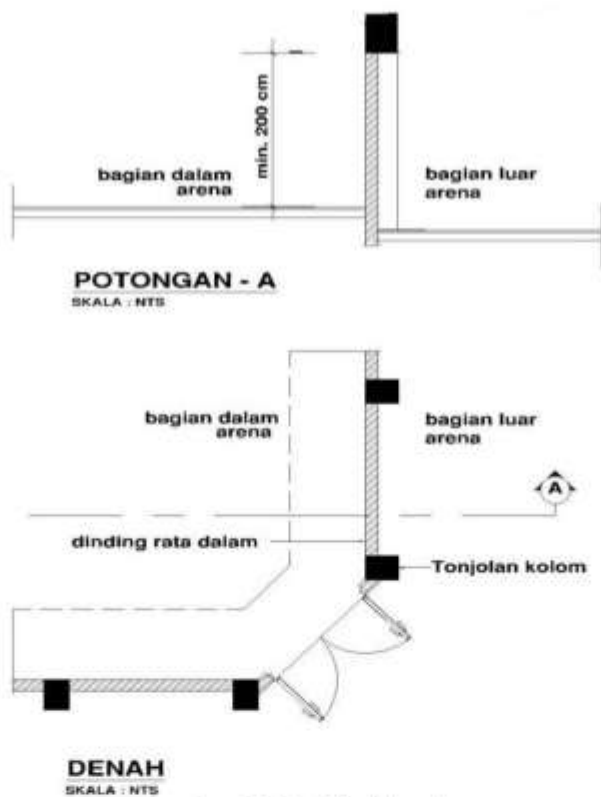 min. 200 cm
bagian dalam
arena
bagian luar
arena
POTONGAN - A
SKALA : NTS
bagian dalam
arena
bagian luar
arena
A
dinding rata dalam
Tonjolan kolom
DENAH
SKALA : NTS